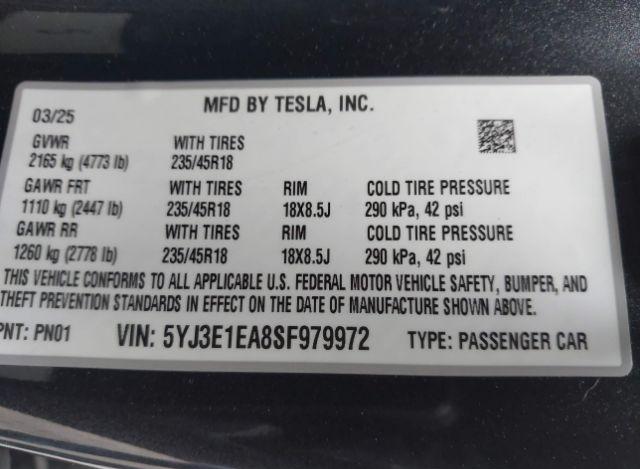 MFD BY TESLA, INC.
03/25
GVWR WITH TIRES
2165 kg (4773 lb) 235/45R18
GAWR FRT WITH TIRES RIM COLD TIRE PRESSURE
1110 kg (2447 lb) 235/45R18 18X8.5J 290 kPa, 42 psi
GAWR RR WITH TIRES RIM COLD TIRE PRESSURE
1260 kg (2778 lb) 235/45R18 18X8.5J 290 kPa, 42 psi
THIS VEHICLE CONFORMS TO ALL APPLICABLE U.S. FEDERAL MOTOR VEHICLE SAFETY, BUMPER, AND
THEFT PREVENTION STANDARDS IN EFFECT ON THE DATE OF MANUFACTURE SHOWN ABOVE.
PNT: PN01 VIN: 5YJ3E1EA8SF979972 TYPE: PASSENGER CAR